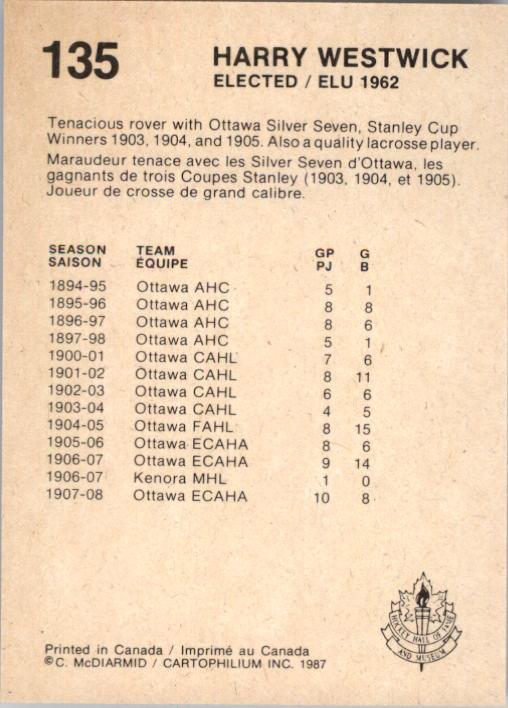 135
HARRY WESTWICK
ELECTED / ELU 1962
Tenacious rover with Ottawa Silver Seven, Stanley Cup
Winners 1903, 1904, and 1905. Also a quality lacrosse player.
Maraudeur tenace avec les Silver Seven d'Ottawa, les
gagnants de trois Coupes Stanley (1903, 1904, et 1905).
Joueur de crosse de grand calibre.
SEASON TEAM GP G
SAISON ÉQUIPE PJ B
1894-95 Ottawa AHC 5 1
1895-96 Ottawa AHC 8 8
1896-97 Ottawa AHC 8 6
1897-98 Ottawa AHC 5 1
1900-01 Ottawa CAHL 7 6
1901-02 Ottawa CAHL 8 11
1902-03 Ottawa CAHL 6 6
1903-04 Ottawa CAHL 4 5
1904-05 Ottawa FAHL 8 15
1905-06 Ottawa ECAHA 8 6
1906-07 Ottawa ECAHA 9 14
1906-07 Kenora MHL 1 0
1907-08 Ottawa ECAHA 10 8
HOCKEY HALL OF FAME
AND MUSEUM
Printed in Canada / Imprimé au Canada
©C. McDIARMID / CARTOPHILIUM INC. 1987